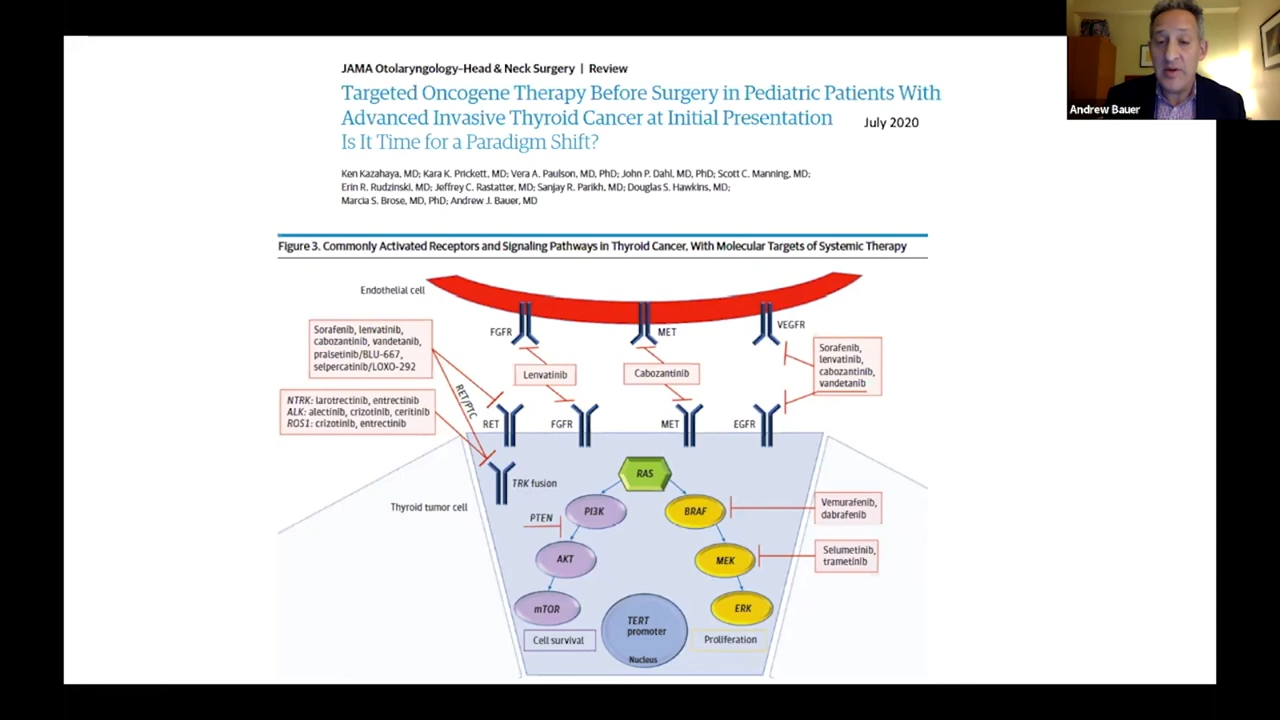 JAMA Otolaryngology–Head & Neck Surgery | Review
Targeted Oncogene Therapy Before Surgery in Pediatric Patients With
Advanced Invasive Thyroid Cancer at Initial Presentation
July 2020
Is It Time for a Paradigm Shift?
Ken Kazahaya, MD; Kara K. Prickett, MD; Vera A. Paulson, MD, PhD; John P. Dahl, MD, PhD; Scott C. Manning, MD;
Erin R. Rudzinski, MD; Jeffrey C. Rastatter, MD; Sanjay R. Parikh, MD; Douglas S. Hawkins, MD;
Marcia S. Brose, MD, PhD; Andrew J. Bauer, MD
Andrew Bauer
Figure 3. Commonly Activated Receptors and Signaling Pathways in Thyroid Cancer, With Molecular Targets of Systemic Therapy
Endothelial cell
FGFR
MET
VEGFR
Sorafenib, lenvatinib,
cabozantinib, vandetanib,
pralsetinib/BLU-667,
selpercatinib/LOXO-292
Lenvatinib
Cabozantinib
Sorafenib,
lenvatinib,
cabozantinib,
vandetanib
NTRK: larotrectinib, entrectinib
ALK: alectinib, crizotinib, ceritinib
ROS1: crizotinib, entrectinib
RET/PTC
RET
FGFR
MET
EGFR
TRK fusion
Thyroid tumor cell
RAS
PI3K
BRAF
PTEN
AKT
MEK
mTOR
ERK
Vemurafenib,
dabrafenib
Selumetinib,
trametinib
TERT
promoter
Nucleus
Cell survival
Proliferation